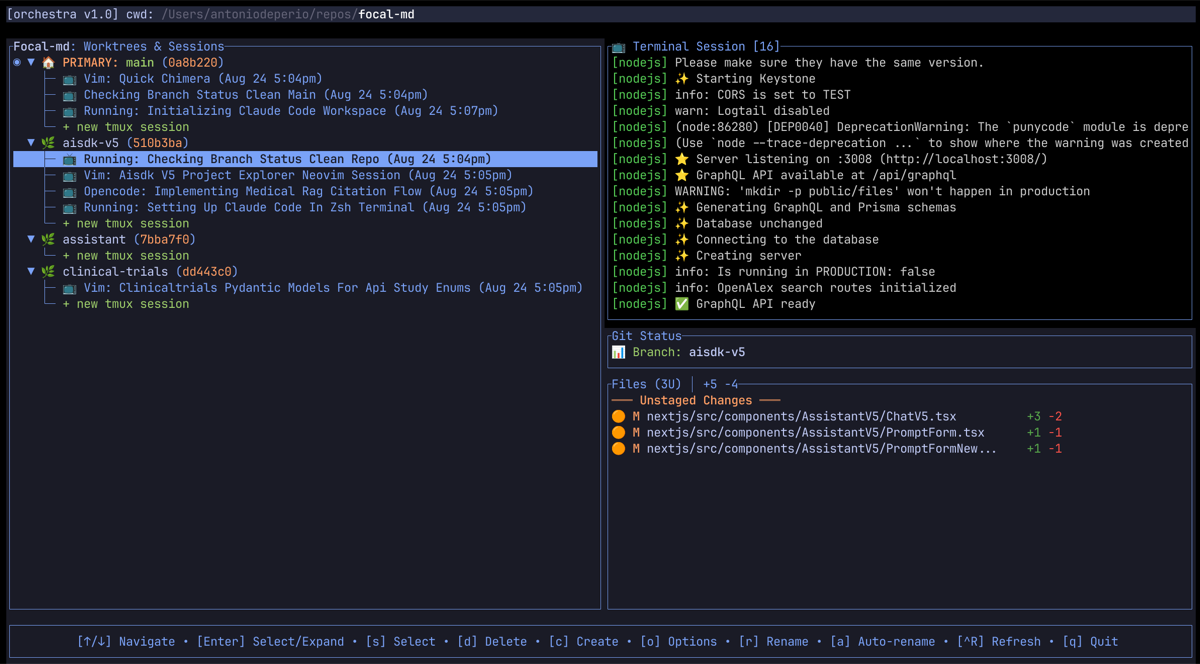 [orchestra v1.0] cwd: /Users/antoniodeperio/repos/focal-md
Focal-md: Worktrees & Sessions
PRIMARY: main (0a8b220)
Vim: Quick Chimera (Aug 24 5:04pm)
Checking Branch Status Clean Main (Aug 24 5:04pm)
Running: Initializing Claude Code Workspace (Aug 24 5:07pm)
+ new tmux session
aisdk-v5 (510b3ba)
Running: Checking Branch Status Clean Repo (Aug 24 5:04pm)
Vim: Aisdk V5 Project Explorer Neovim Session (Aug 24 5:05pm)
Opencode: Implementing Medical Rag Citation Flow (Aug 24 5:05pm)
Running: Setting Up Claude Code In Zsh Terminal (Aug 24 5:05pm)
+ new tmux session
assistant (7bba7f0)
+ new tmux session
clinical-trials (dd443c0)
Vim: Clinicaltrials Pydantic Models For Api Study Enums (Aug 24 5:05pm)
+ new tmux session
Terminal Session [16]
[nodejs] Please make sure they have the same version.
[nodejs] ✨ Starting Keystone
[nodejs] info: CORS is set to TEST
[nodejs] warn: Logtail disabled
[nodejs] (node:86280) [DEP0040] DeprecationWarning: The `punycode` module is depre
[nodejs] (Use `node --trace-deprecation ...` to show where the warning was created
[nodejs] ⭐ Server listening on :3008 (http://localhost:3008/)
[nodejs] ⭐ GraphQL API available at /api/graphql
[nodejs] WARNING: 'mkdir -p public/files' won't happen in production
[nodejs] ✨ Generating GraphQL and Prisma schemas
[nodejs] ✨ Database unchanged
[nodejs] ✨ Connecting to the database
[nodejs] ✨ Creating server
[nodejs] info: Is running in PRODUCTION: false
[nodejs] info: OpenAlex search routes initialized
[nodejs] ✅ GraphQL API ready
Git Status
Branch: aisdk-v5
Files (3U) │ +5 -4
Unstaged Changes
M nextjs/src/components/AssistantV5/ChatV5.tsx +3 -2
M nextjs/src/components/AssistantV5/PromptForm.tsx +1 -1
M nextjs/src/components/AssistantV5/PromptFormNew... +1 -1
[↑/↓] Navigate • [Enter] Select/Expand • [s] Select • [d] Delete • [c] Create • [o] Options • [r] Rename • [a] Auto-rename • [^R] Refresh • [q] Quit